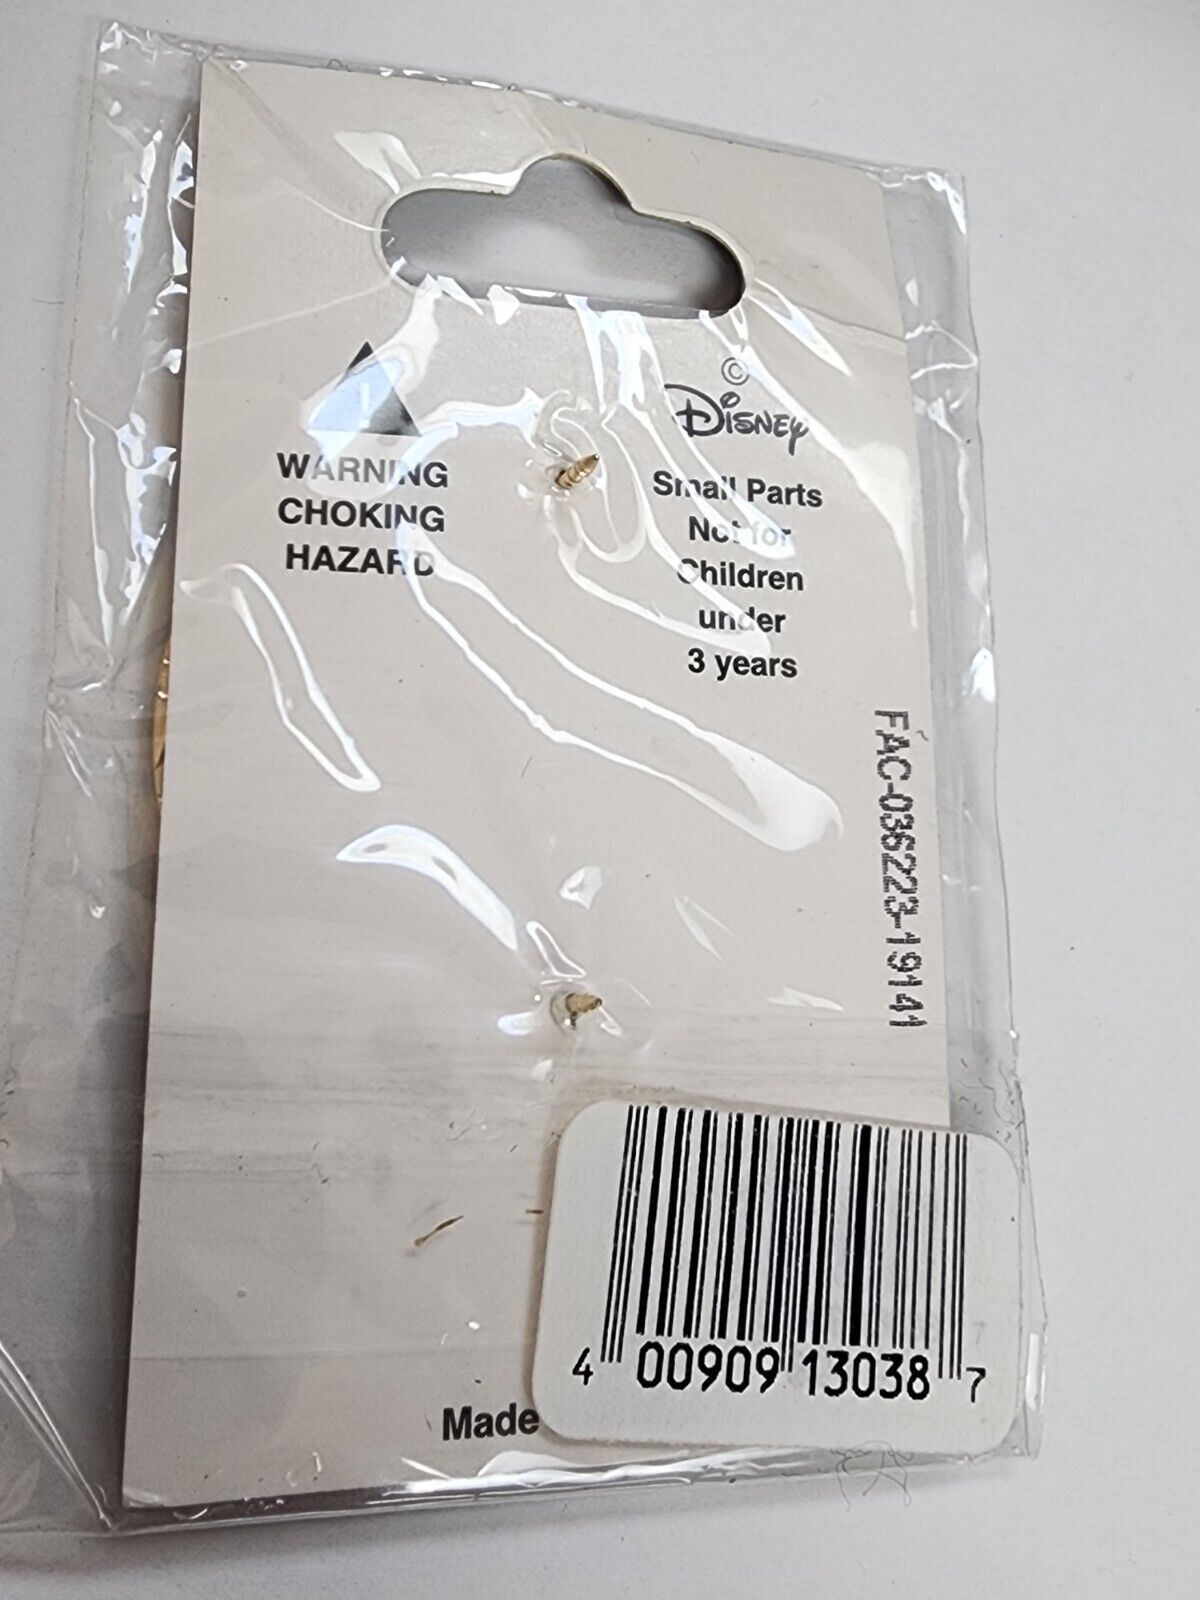 WARNING
CHOKING
HAZARD
©
Disney
Small Parts
Not for
Children
under
3 years
FAC-036223-19141
4 00909 13038 7
Made